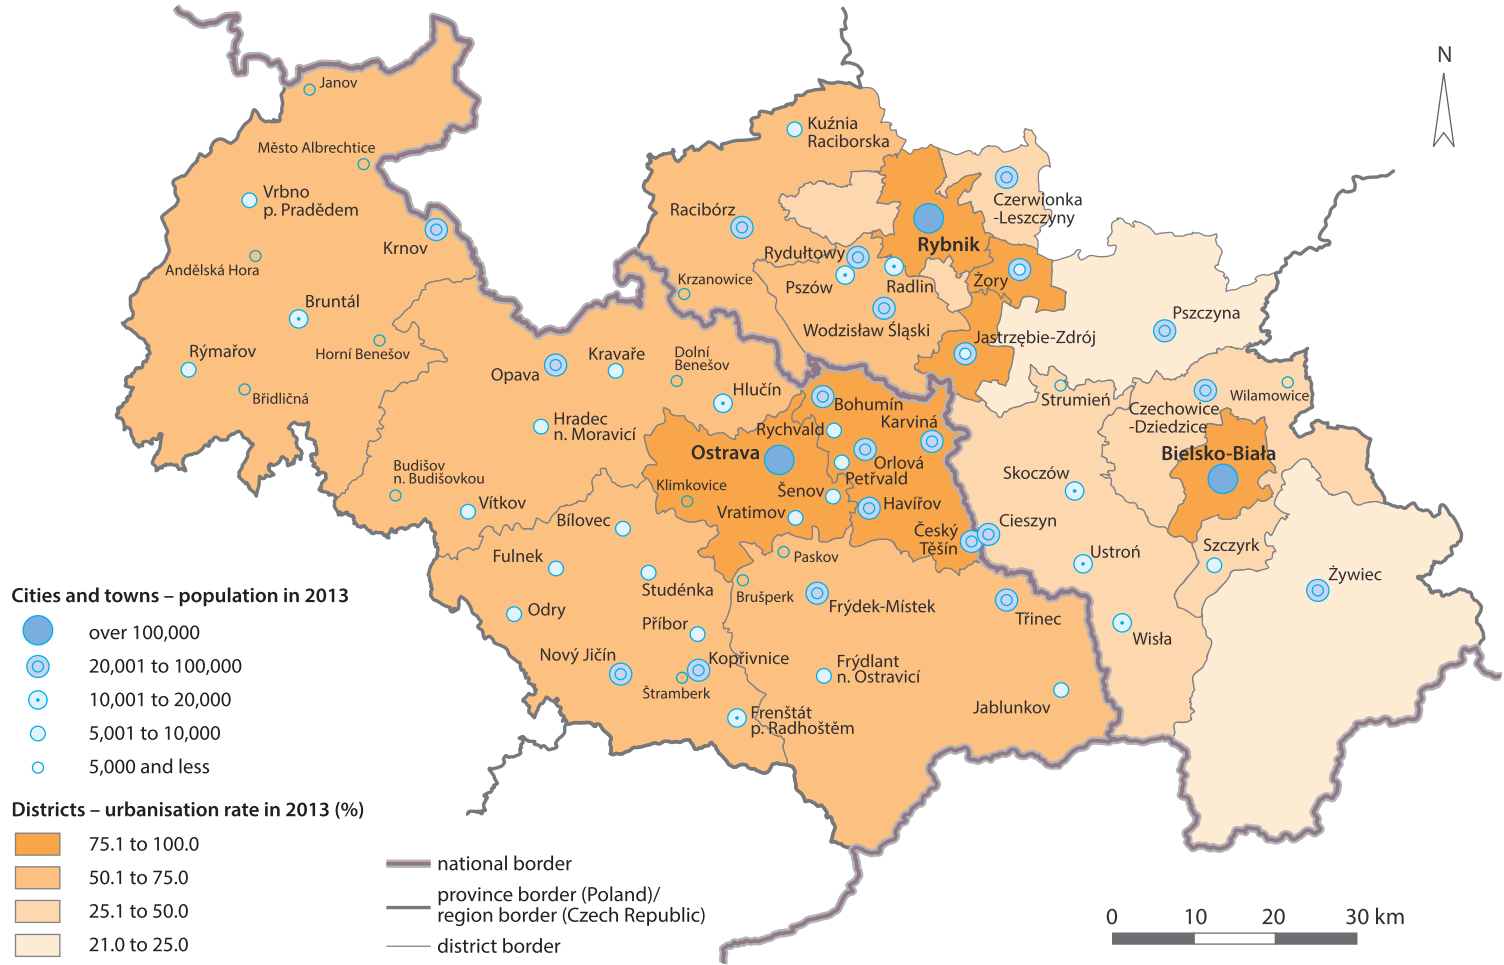 N
Janov
Město Albrechtice
Vrbno
p. Pradědem
Krnov
Andělská Hora
Bruntál
Horní Benešov
Rýmařov
Břidličná
Kuźnia
Raciborska
Racibórz
Krzanowice
Rydułtowy
Pszów
Radlin
Wodzisław Śląski
Rybnik
Czerwionka
-Leszczyny
Żory
Jastrzębie-Zdrój
Pszczyna
Opava
Kravaře
Dolní
Benešov
Hlučín
Hradec
n. Moravicí
Budišov
n. Budišovkou
Vítkov
Bohumín
Rychvald
Karviná
Ostrava
Orlová
Petřvald
Klimkovice
Šenov
Vratimov
Havířov
Český
Těšín
Cieszyn
Strumień
Czechowice
-Dziedzice
Wilamowice
Bielsko-Biała
Skoczów
Ustroń
Szczyrk
Żywiec
Wisła
Bílovec
Fulnek
Studénka
Odry
Příbor
Nový Jičín
Kopřivnice
Štramberk
Frenštát
p. Radhoštěm
Paskov
Brušperk
Frýdek-Místek
Třinec
Frýdlant
n. Ostravicí
Jablunkov
Cities and towns – population in 2013
over 100,000
20,001 to 100,000
10,001 to 20,000
5,001 to 10,000
5,000 and less
Districts – urbanisation rate in 2013 (%)
75.1 to 100.0
50.1 to 75.0
25.1 to 50.0
21.0 to 25.0
national border
province border (Poland)/
region border (Czech Republic)
district border
0 10 20 30 km